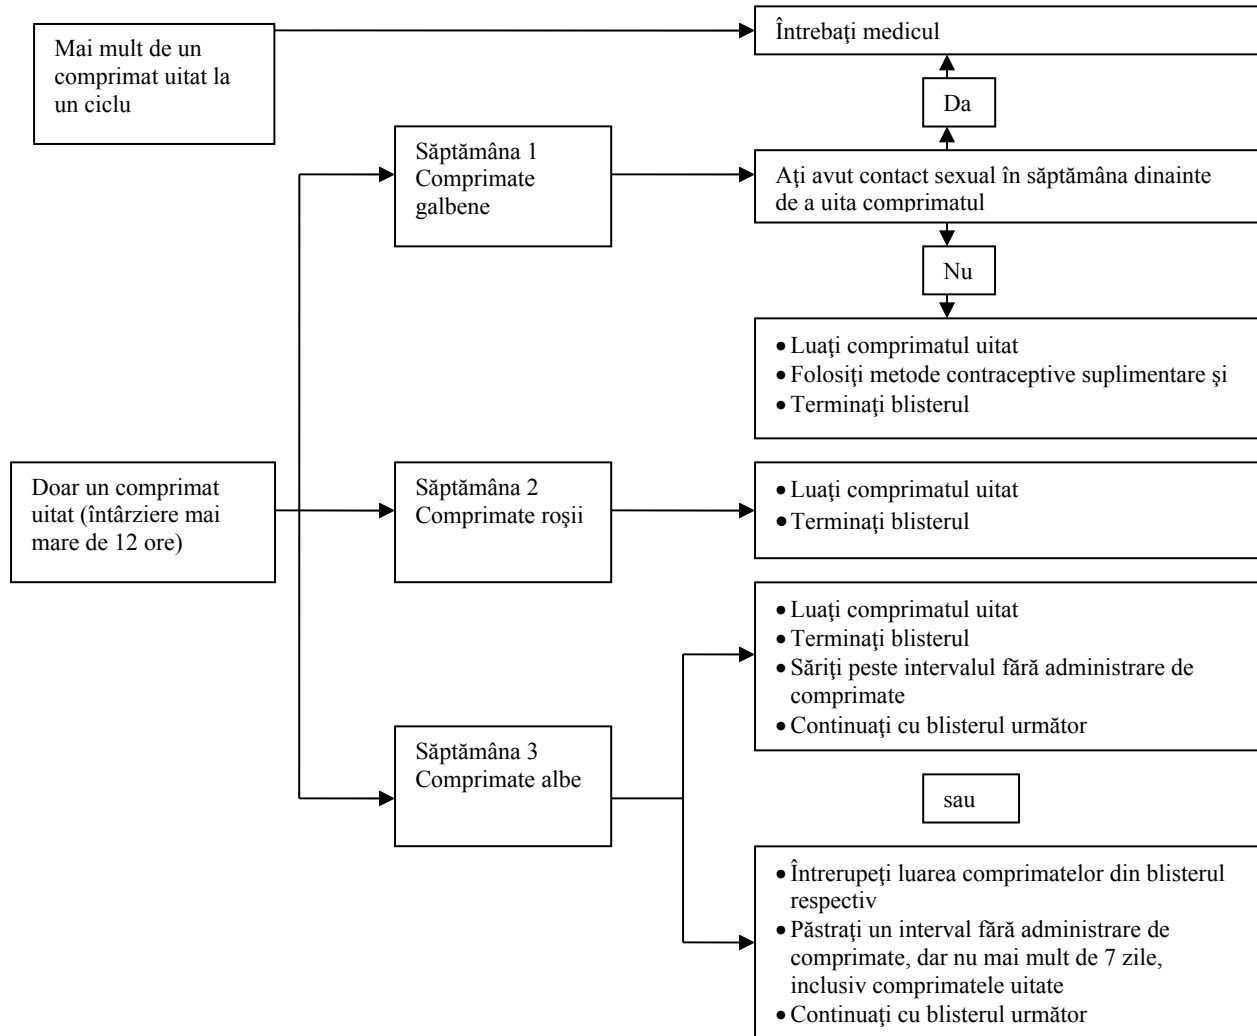 Mai mult de un
comprimat uitat la
un ciclu
Întrebaţi medicul
Da
Săptămâna 1
Comprimate
galbene
Aţi avut contact sexual în săptămâna dinainte
de a uita comprimatul
Nu
• Luaţi comprimatul uitat
• Folosiţi metode contraceptive suplimentare şi
• Terminaţi blisterul
Doar un comprimat
uitat (întârziere mai
mare de 12 ore)
Săptămâna 2
Comprimate roşii
• Luaţi comprimatul uitat
• Terminaţi blisterul
Săptămâna 3
Comprimate albe
• Luaţi comprimatul uitat
• Terminaţi blisterul
• Săriţi peste intervalul fără administrare de
comprimate
• Continuaţi cu blisterul următor
sau
• Întrerupeţi luarea comprimatelor din blisterul
respectiv
• Păstraţi un interval fără administrare de
comprimate, dar nu mai mult de 7 zile,
inclusiv comprimatele uitate
• Continuaţi cu blisterul următor